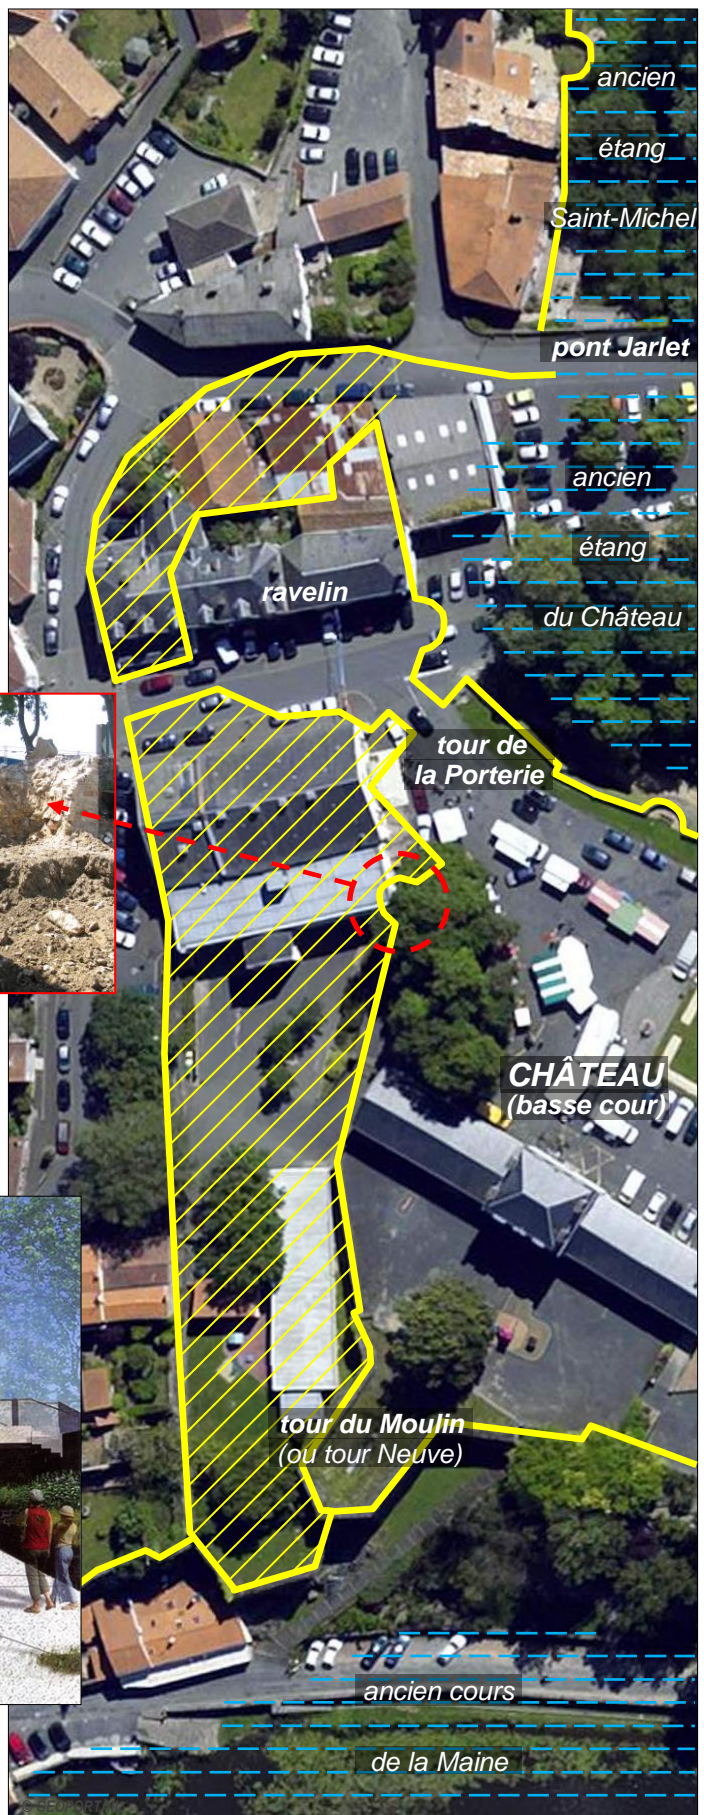 ancien
étang
Saint-Michel
pont Jarlet
ancien
étang
du Château
ravelin
tour de
la Porterie
CHÂTEAU
(basse cour)
tour du Moulin
(ou tour Neuve)
ancien cours
de la Maine